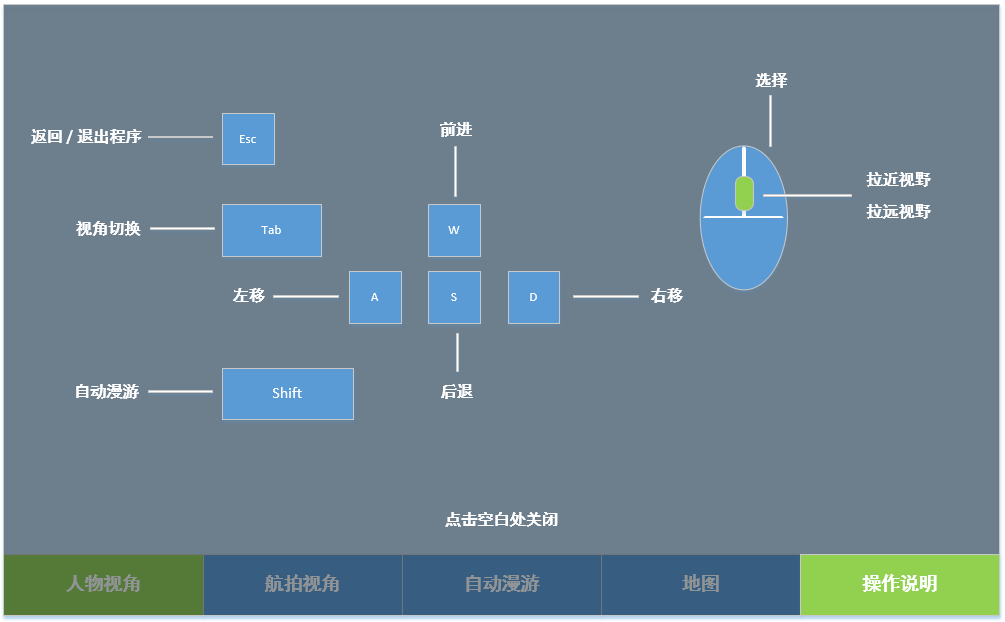 选择
返回 / 退出程序
Esc
前进
拉近视野
拉远视野
视角切换
Tab
W
左移
A
S
D
右移
自动漫游
Shift
后退
点击空白处关闭
人物视角
航拍视角
自动漫游
地图
操作说明